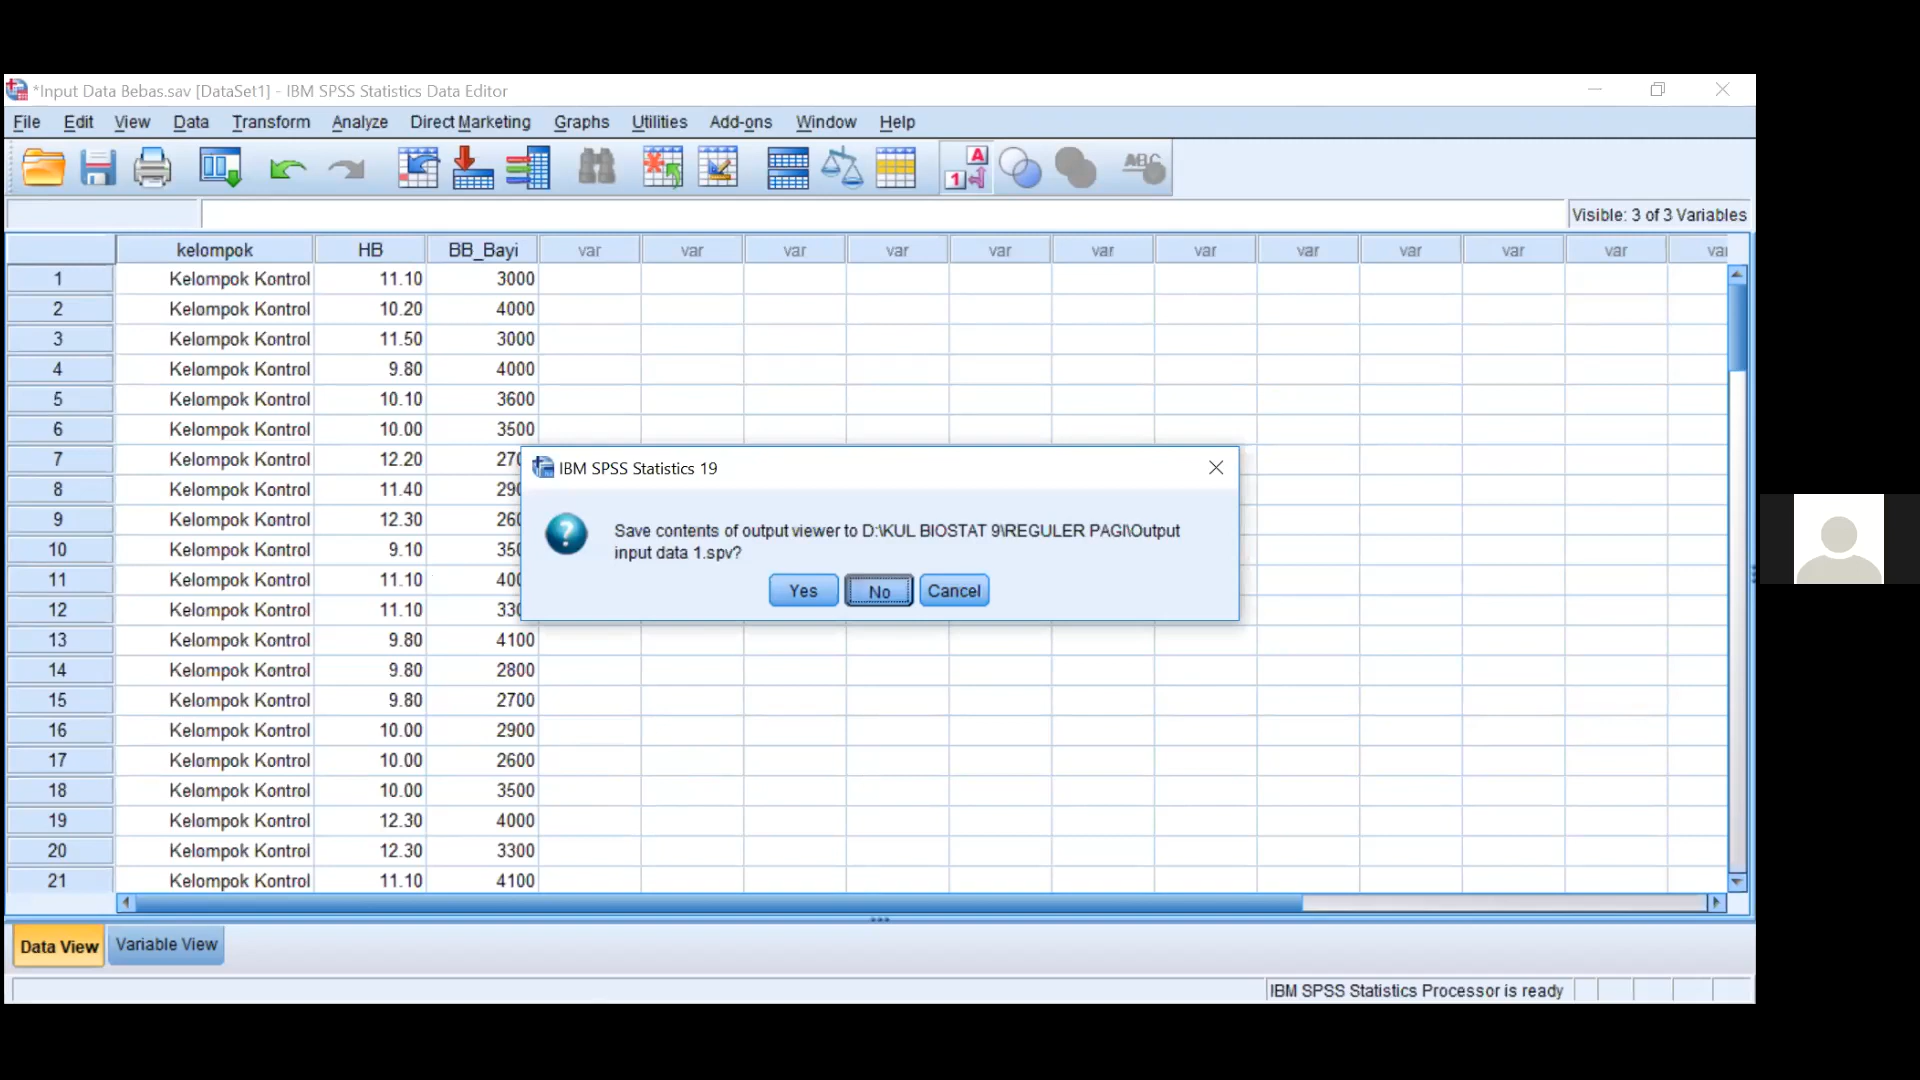 *Input Data Bebas.sav [DataSet1] - IBM SPSS Statistics Data Editor
File Edit View Data Transform Analyze Direct Marketing Graphs Utilities Add-ons Window Help
A
1
ABC
Visible: 3 of 3 Variables
kelompok HB BB_Bayi var var var var var var var var var var var
1 Kelompok Kontrol 11.10 3000
2 Kelompok Kontrol 10.20 4000
3 Kelompok Kontrol 11.50 3000
4 Kelompok Kontrol 9.80 4000
5 Kelompok Kontrol 10.10 3600
6 Kelompok Kontrol 10.00 3500
7 Kelompok Kontrol 12.20 270
8 Kelompok Kontrol 11.40 290
9 Kelompok Kontrol 12.30 260
10 Kelompok Kontrol 9.10 350
11 Kelompok Kontrol 11.10 400
12 Kelompok Kontrol 11.10 330
13 Kelompok Kontrol 9.80 4100
14 Kelompok Kontrol 9.80 2800
15 Kelompok Kontrol 9.80 2700
16 Kelompok Kontrol 10.00 2900
17 Kelompok Kontrol 10.00 2600
18 Kelompok Kontrol 10.00 3500
19 Kelompok Kontrol 12.30 4000
20 Kelompok Kontrol 12.30 3300
21 Kelompok Kontrol 11.10 4100
IBM SPSS Statistics 19
?
Save contents of output viewer to D:\KUL BIOSTAT 9\REGULER PAGI\Output
input data 1.spv?
Yes No Cancel
Data View Variable View
IBM SPSS Statistics Processor is ready